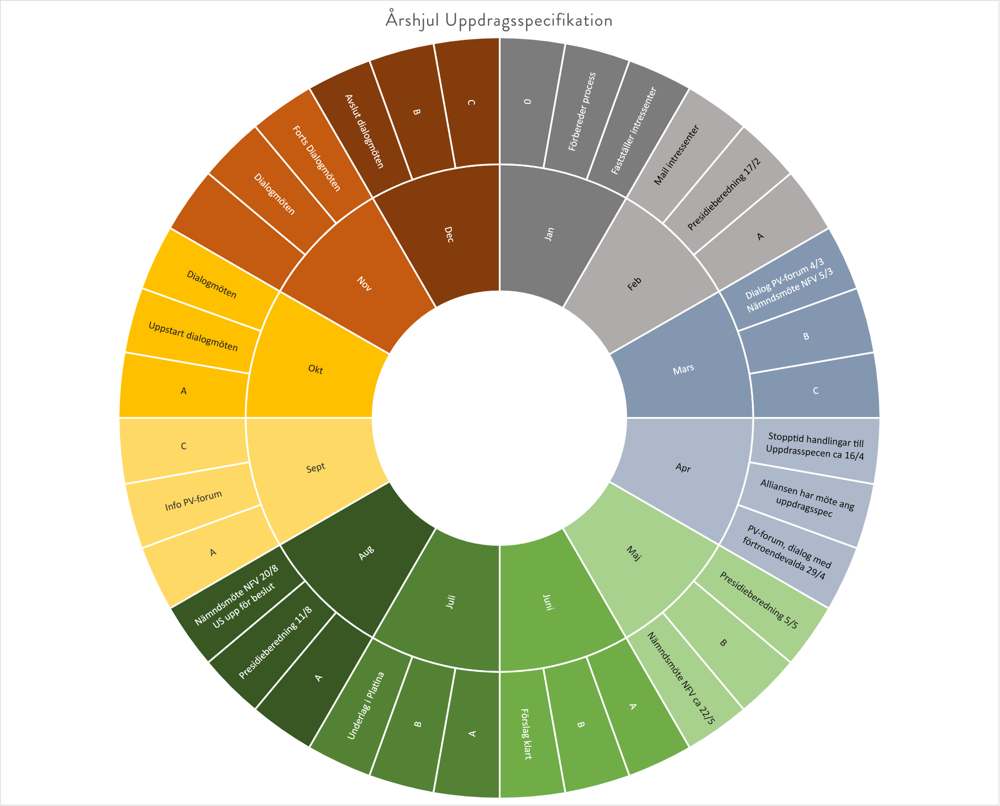 Årshjul Uppdragsspecifikation
Jan
0
Förbereder process
Fastställer intressenter
Feb
Mail intressenter
Presidieberedning 17/2
A
Mars
Dialog PV-forum 4/3
Nämndsmöte NFV 5/3
B
C
Apr
Stopptid handlingar till
Uppdrasspecen ca 16/4
Alliansen har möte ang
uppdragsspec
PV-forum, dialog med
förtroendevalda 29/4
Maj
Presidieberedning 5/5
B
Nämndsmöte NFV ca 22/5
Juni
A
B
Förslag klart
Juli
A
B
Underlag i Platina
Aug
A
Presidieberedning 11/8
Nämndsmöte NFV 20/8
US upp för beslut
Sept
A
Info PV-forum
C
Okt
A
Uppstart dialogmöten
Dialogmöten
Nov
Dialogmöten
Forts Dialogmöten
Dec
Avslut dialogmöten
B
C